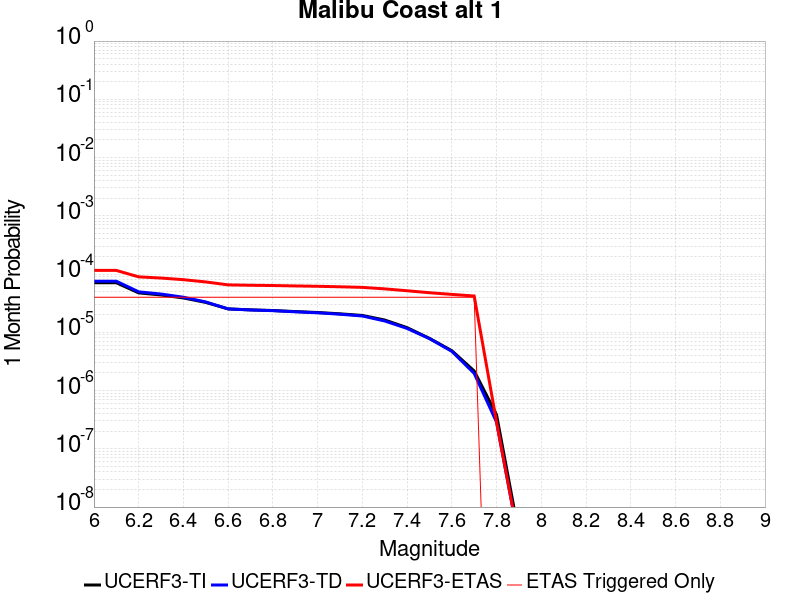 Malibu Coast alt 1
10^0
10^-1
10^-2
10^-3
10^-4
10^-5
10^-6
10^-7
10^-8
1 Month Probability
6 6.2 6.4 6.6 6.8 7 7.2 7.4 7.6 7.8 8 8.2 8.4 8.6 8.8 9
Magnitude
UCERF3-TI UCERF3-TD UCERF3-ETAS ETAS Triggered Only